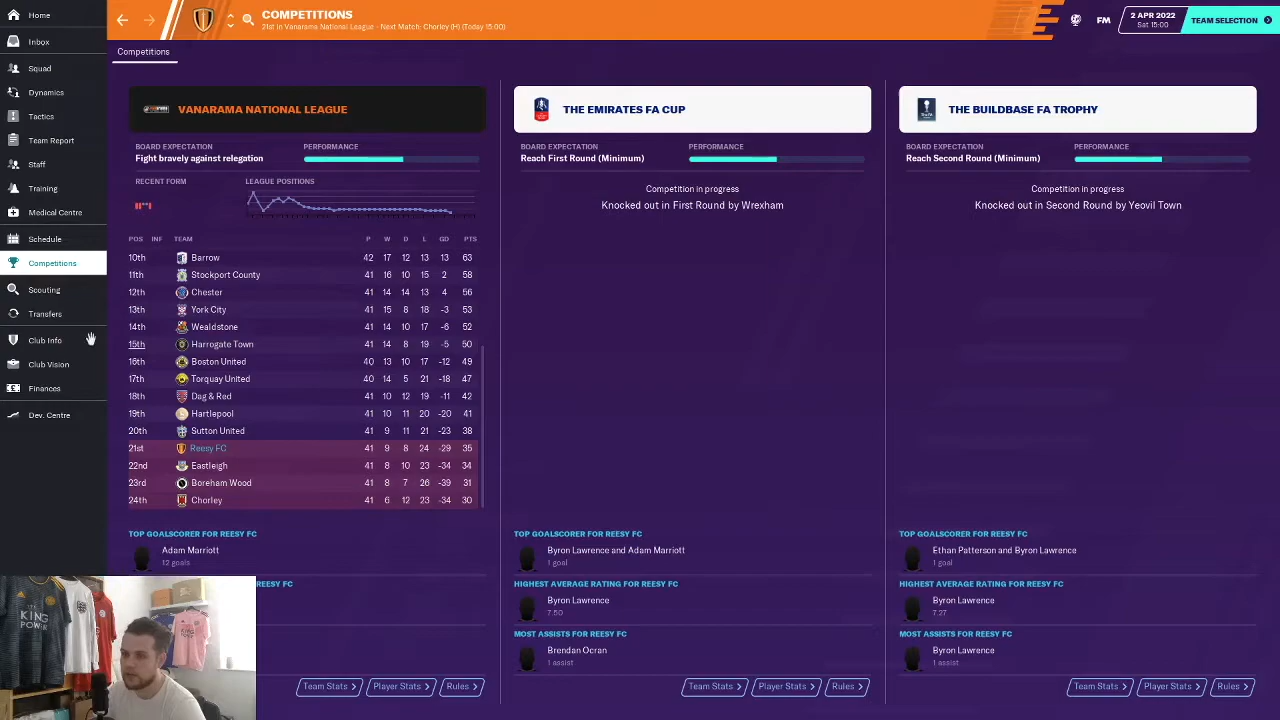 Home
COMPETITIONS
21st in Vanarama National League - Next Match: Chorley (H) (Today 15:00)
FM
2 APR 2022
Sat 15:00
TEAM SELECTION
Inbox
Squad
Dynamics
Tactics
Team Report
Staff
Training
Medical Centre
Schedule
Competitions
Scouting
Transfers
Club Info
Club Vision
Finances
Dev. Centre
Competitions
VANARAMA NATIONAL LEAGUE
BOARD EXPECTATION PERFORMANCE
Fight bravely against relegation
RECENT FORM LEAGUE POSITIONS
POS INF TEAM P W D L GD PTS
10th Barrow 42 17 12 13 13 63
11th Stockport County 41 16 10 15 2 58
12th Chester 41 14 14 13 4 56
13th York City 41 15 8 18 -3 53
14th Wealdstone 41 14 10 17 -6 52
15th Harrogate Town 41 14 8 19 -5 50
16th Boston United 40 13 10 17 -12 49
17th Torquay United 40 14 5 21 -18 47
18th Dag & Red 41 10 12 19 -11 42
19th Hartlepool 41 10 11 20 -20 41
20th Sutton United 41 9 11 21 -23 38
21st Reesy FC 41 9 8 24 -29 35
22nd Eastleigh 41 8 10 23 -34 34
23rd Boreham Wood 41 8 7 26 -39 31
24th Chorley 41 6 12 23 -34 30
TOP GOALSCORER FOR REESY FC
Adam Marriott
12 goals
REESY FC
KING
POW
Team Stats Player Stats Rules
THE EMIRATES FA CUP
BOARD EXPECTATION PERFORMANCE
Reach First Round (Minimum)
Competition in progress
Knocked out in First Round by Wrexham
TOP GOALSCORER FOR REESY FC
Byron Lawrence and Adam Marriott
1 goal
HIGHEST AVERAGE RATING FOR REESY FC
Byron Lawrence
7.50
MOST ASSISTS FOR REESY FC
Brendan Ocran
1 assist
Team Stats Player Stats Rules
THE BUILDBASE FA TROPHY
BOARD EXPECTATION PERFORMANCE
Reach Second Round (Minimum)
Competition in progress
Knocked out in Second Round by Yeovil Town
TOP GOALSCORER FOR REESY FC
Ethan Patterson and Byron Lawrence
1 goal
HIGHEST AVERAGE RATING FOR REESY FC
Byron Lawrence
7.27
MOST ASSISTS FOR REESY FC
Byron Lawrence
1 assist
Team Stats Player Stats Rules